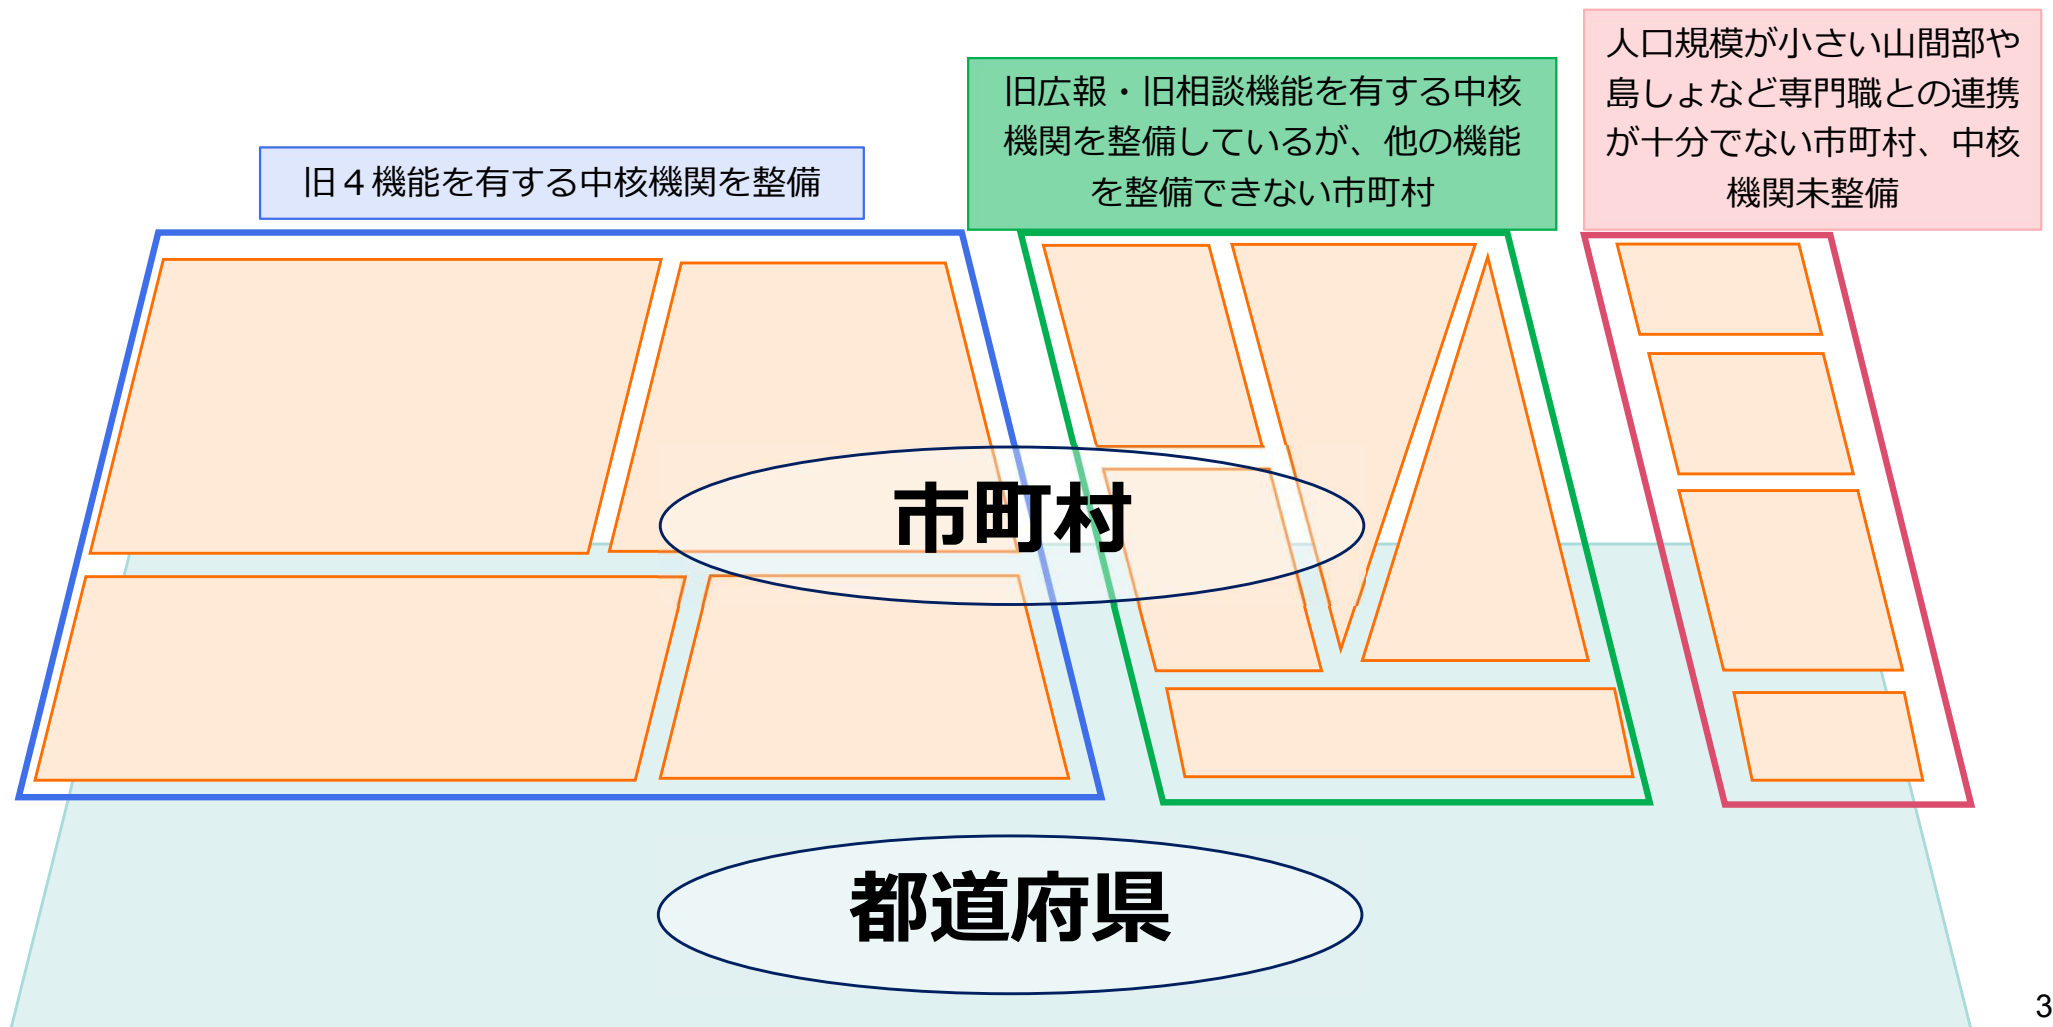 旧４機能を有する中核機関を整備
旧広報・旧相談機能を有する中核
機関を整備しているが、他の機能
を整備できない市町村
人口規模が小さい山間部や
島しょなど専門職との連携
が十分でない市町村、中核
機関未整備
市町村
都道府県
3